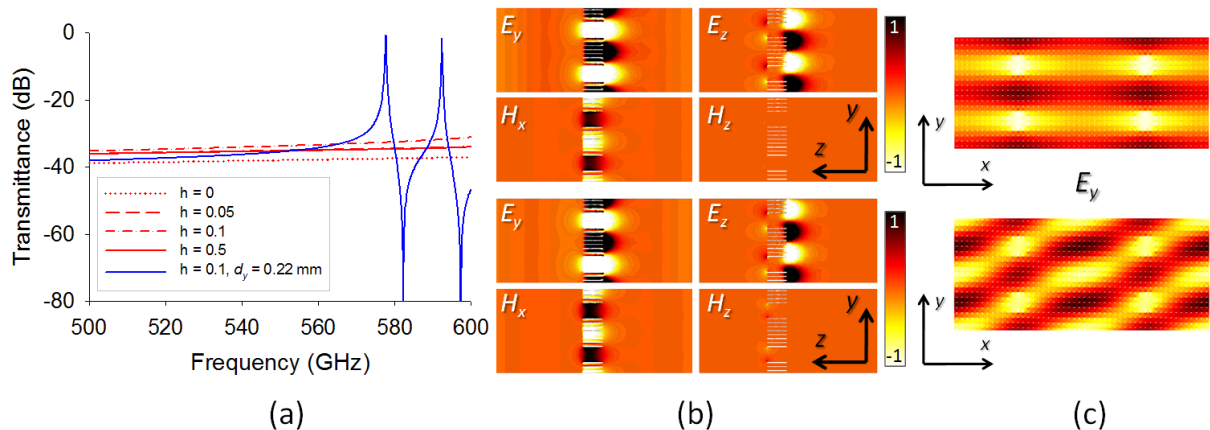 Transmittance (dB)
0
-20
-40
-60
-80
h = 0
h = 0.05
h = 0.1
h = 0.5
h = 0.1, dy = 0.22 mm
500 520 540 560 580 600
Frequency (GHz)
(a)
Ey
Ez
Hx
Hz
y
z
1
-1
Ey
Ez
Hx
Hz
y
z
1
-1
(b)
y
x
Ey
y
x
(c)